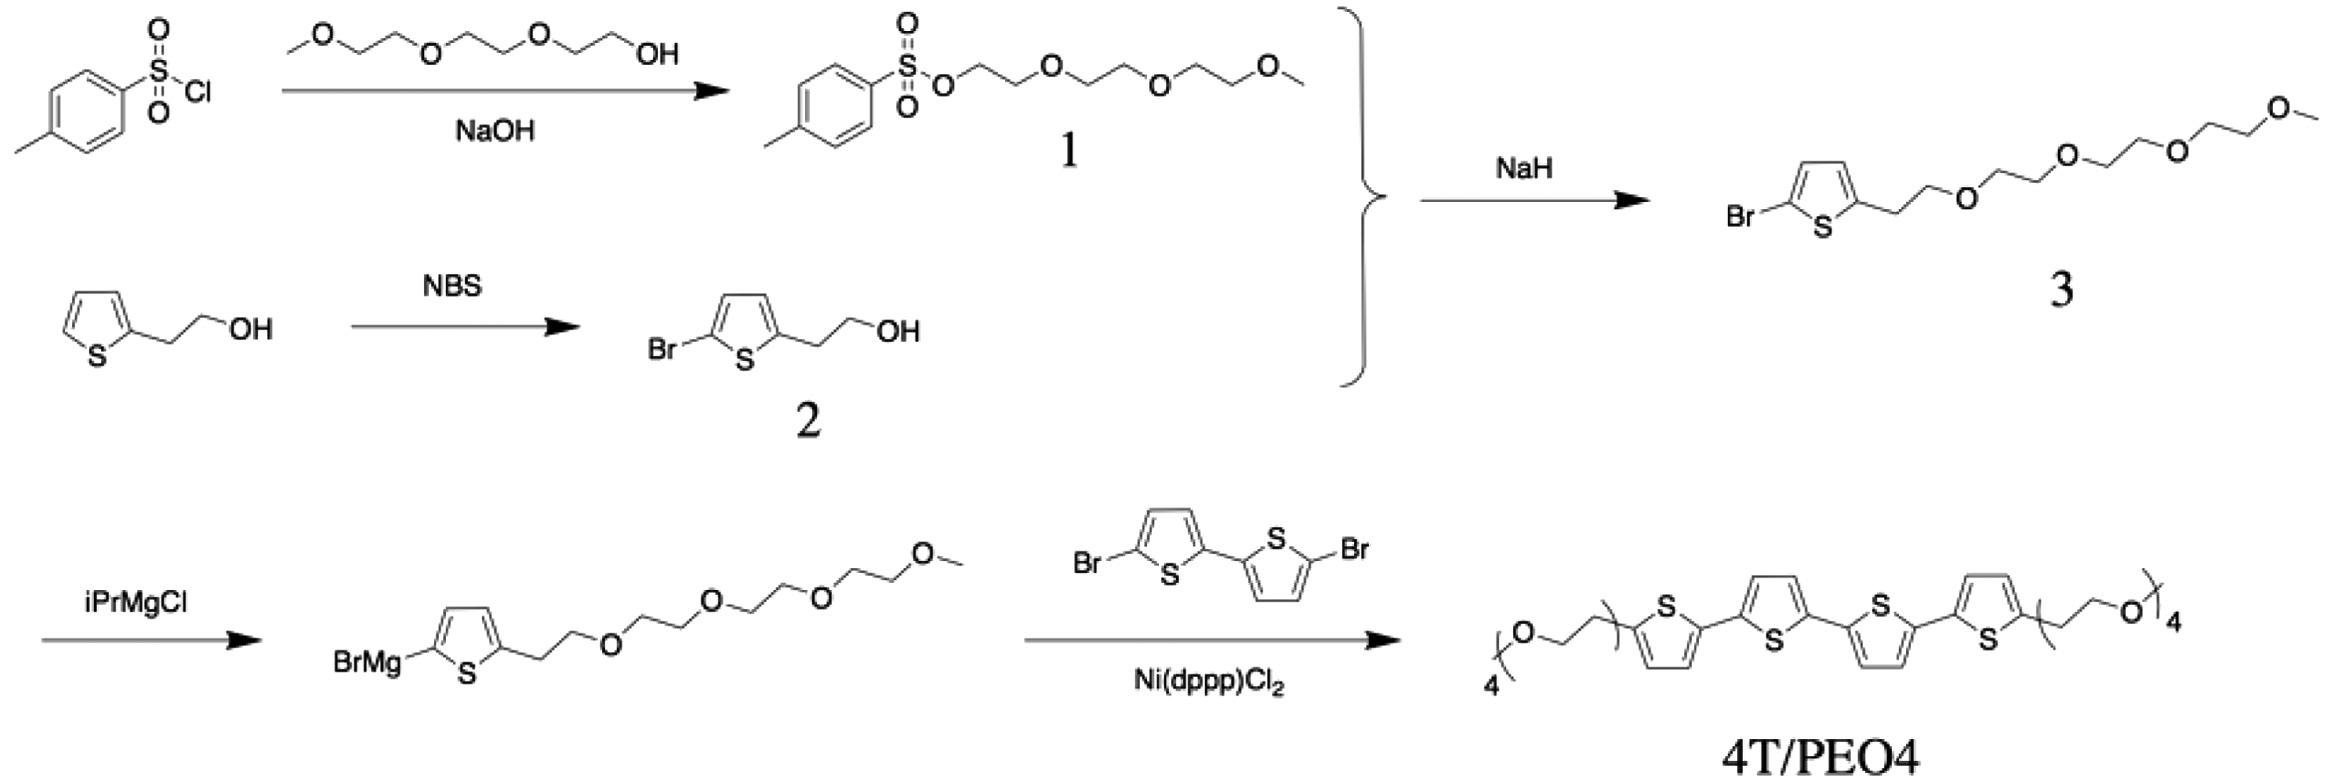 O
S
O
Cl
O
O
O
OH
NaOH
O
S
O
O
O
O
O
1
NaH
Br
S
O
O
O
O
3
S
OH
NBS
Br
S
OH
2
iPrMgCl
BrMg
S
O
O
O
O
Br
S
S
Br
Ni(dppp)Cl₂
4
O
S
S
S
S
O
4
4T/PEO4